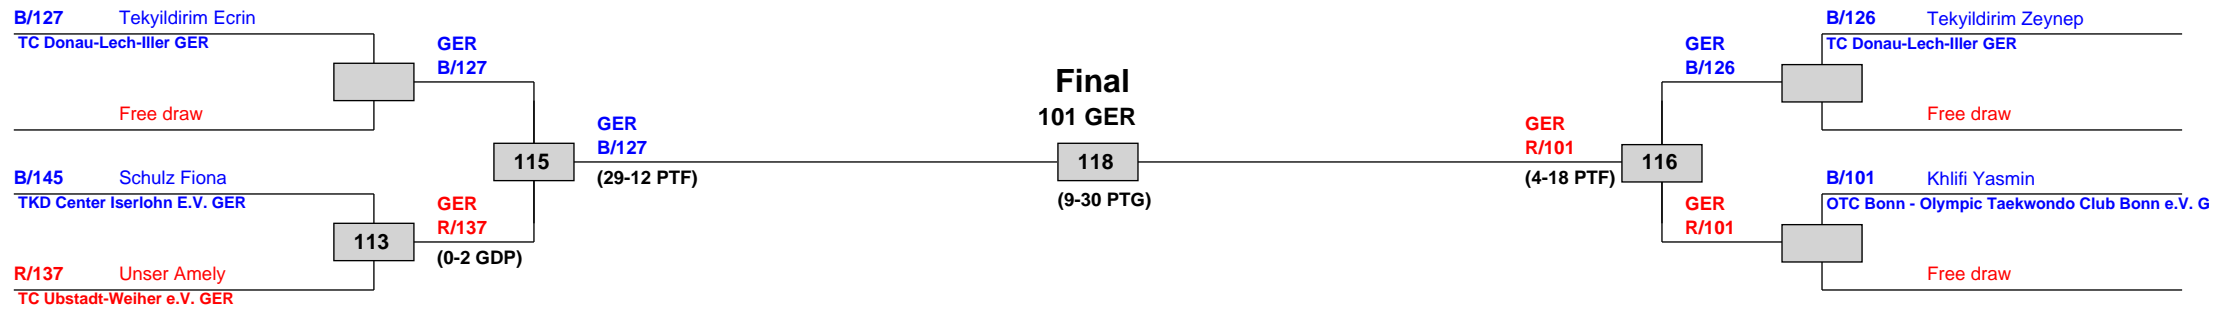 B/127 Tekyildirim Ecrin
TC Donau-Lech-Iller GER
Free draw
GER
B/127
B/145 Schulz Fiona
TKD Center Iserlohn E.V. GER
113
R/137 Unser Amely
TC Ubstadt-Weiher e.V. GER
GER
R/137
(0-2 GDP)
115
GER
B/127
(29-12 PTF)
Final
101 GER
118
(9-30 PTG)
GER
R/101
(4-18 PTF)
116
GER
B/126
GER
R/101
B/126 Tekyildirim Zeynep
TC Donau-Lech-Iller GER
Free draw
B/101 Khlifi Yasmin
OTC Bonn - Olympic Taekwondo Club Bonn e.V. G
Free draw